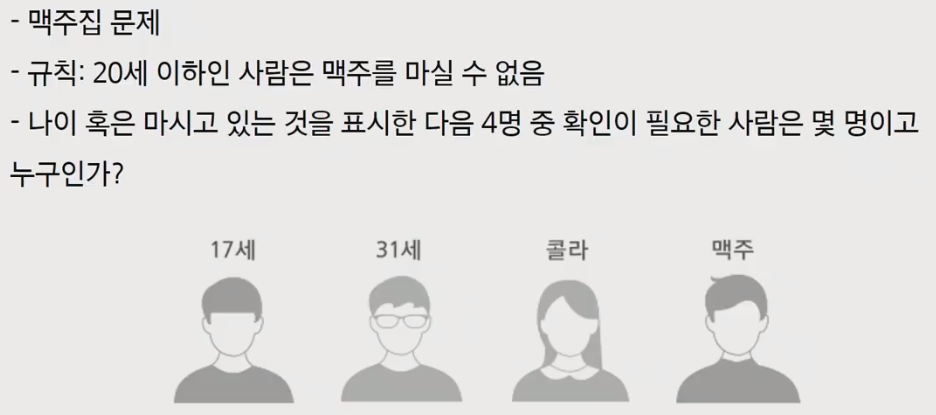 - 맥주집 문제
- 규칙: 20세 이하인 사람은 맥주를 마실 수 없음
- 나이 혹은 마시고 있는 것을 표시한 다음 4명 중 확인이 필요한 사람은 몇 명이고
누구인가?
17세 31세 콜라 맥주